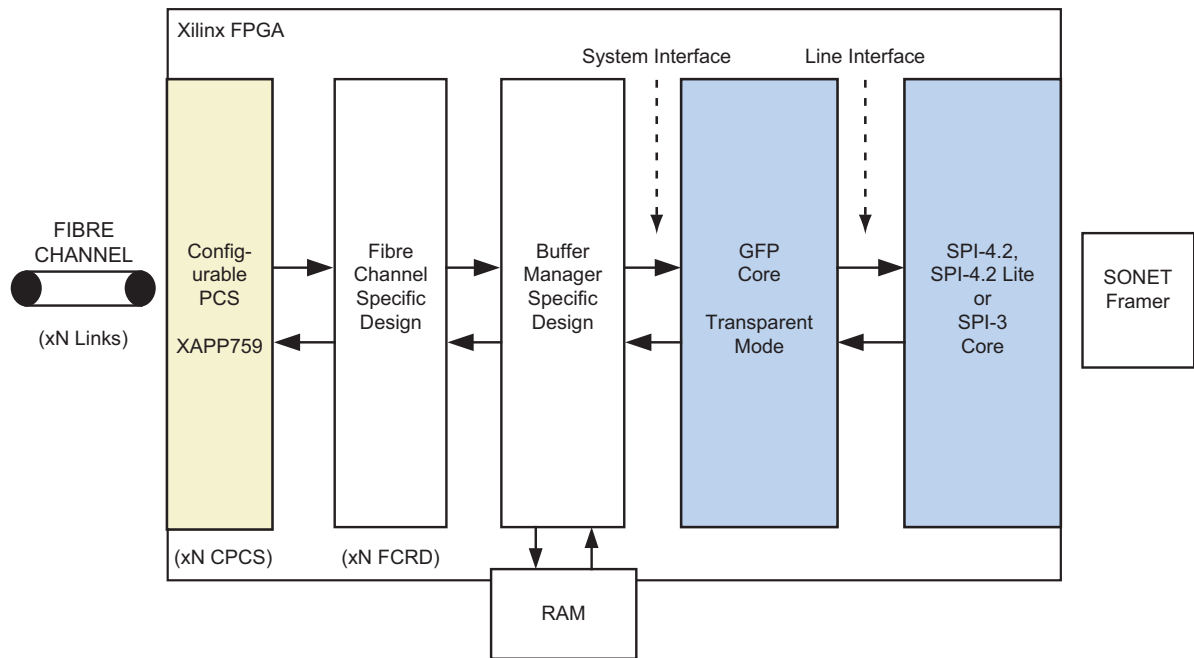 Xilinx FPGA
System Interface
Line Interface
FIBRE
CHANNEL
(xN Links)
Config-
urable
PCS
XAPP759
Fibre
Channel
Specific
Design
Buffer
Manager
Specific
Design
GFP
Core
Transparent
Mode
SPI-4.2,
SPI-4.2 Lite
or
SPI-3
Core
SONET
Framer
(xN CPCS)
(xN FCRD)
RAM